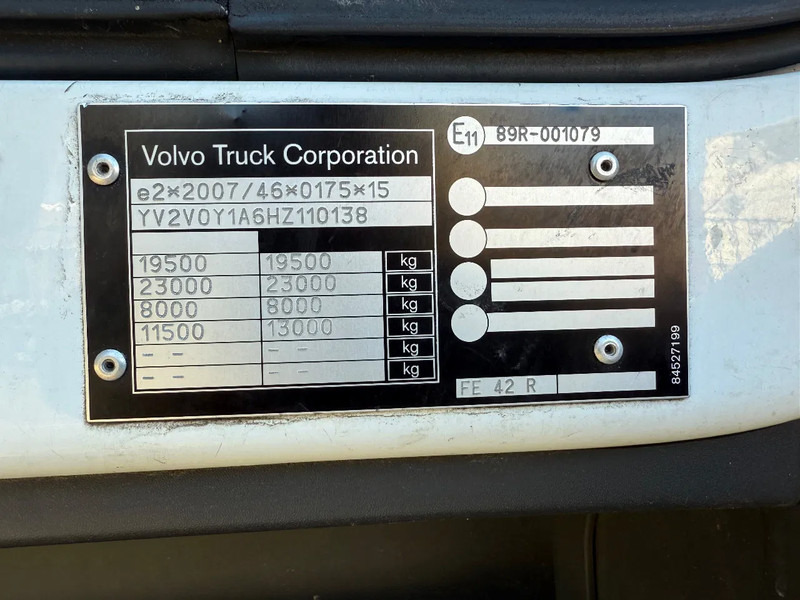 Volvo Truck Corporation
e2*2007/46*0175*15
YV2V0Y1A6HZ110138
19500 19500 kg
23000 23000 kg
8000 8000 kg
11500 13000 kg
- - - - kg
- - - - kg
E11 89R-001079
FE 42 R
84527199